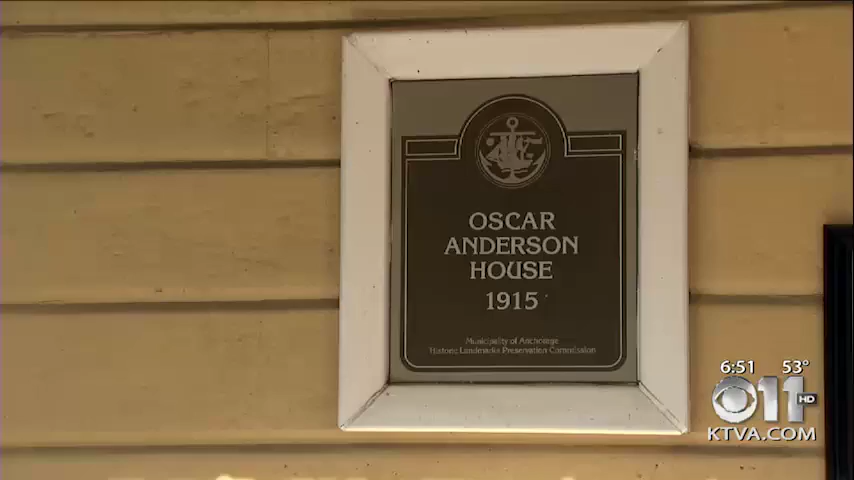 OSCAR
ANDERSON
HOUSE
1915
Municipality of Anchorage
Historic Landmarks Preservation Commission
6:51 53°
11 HD
KTVA.COM